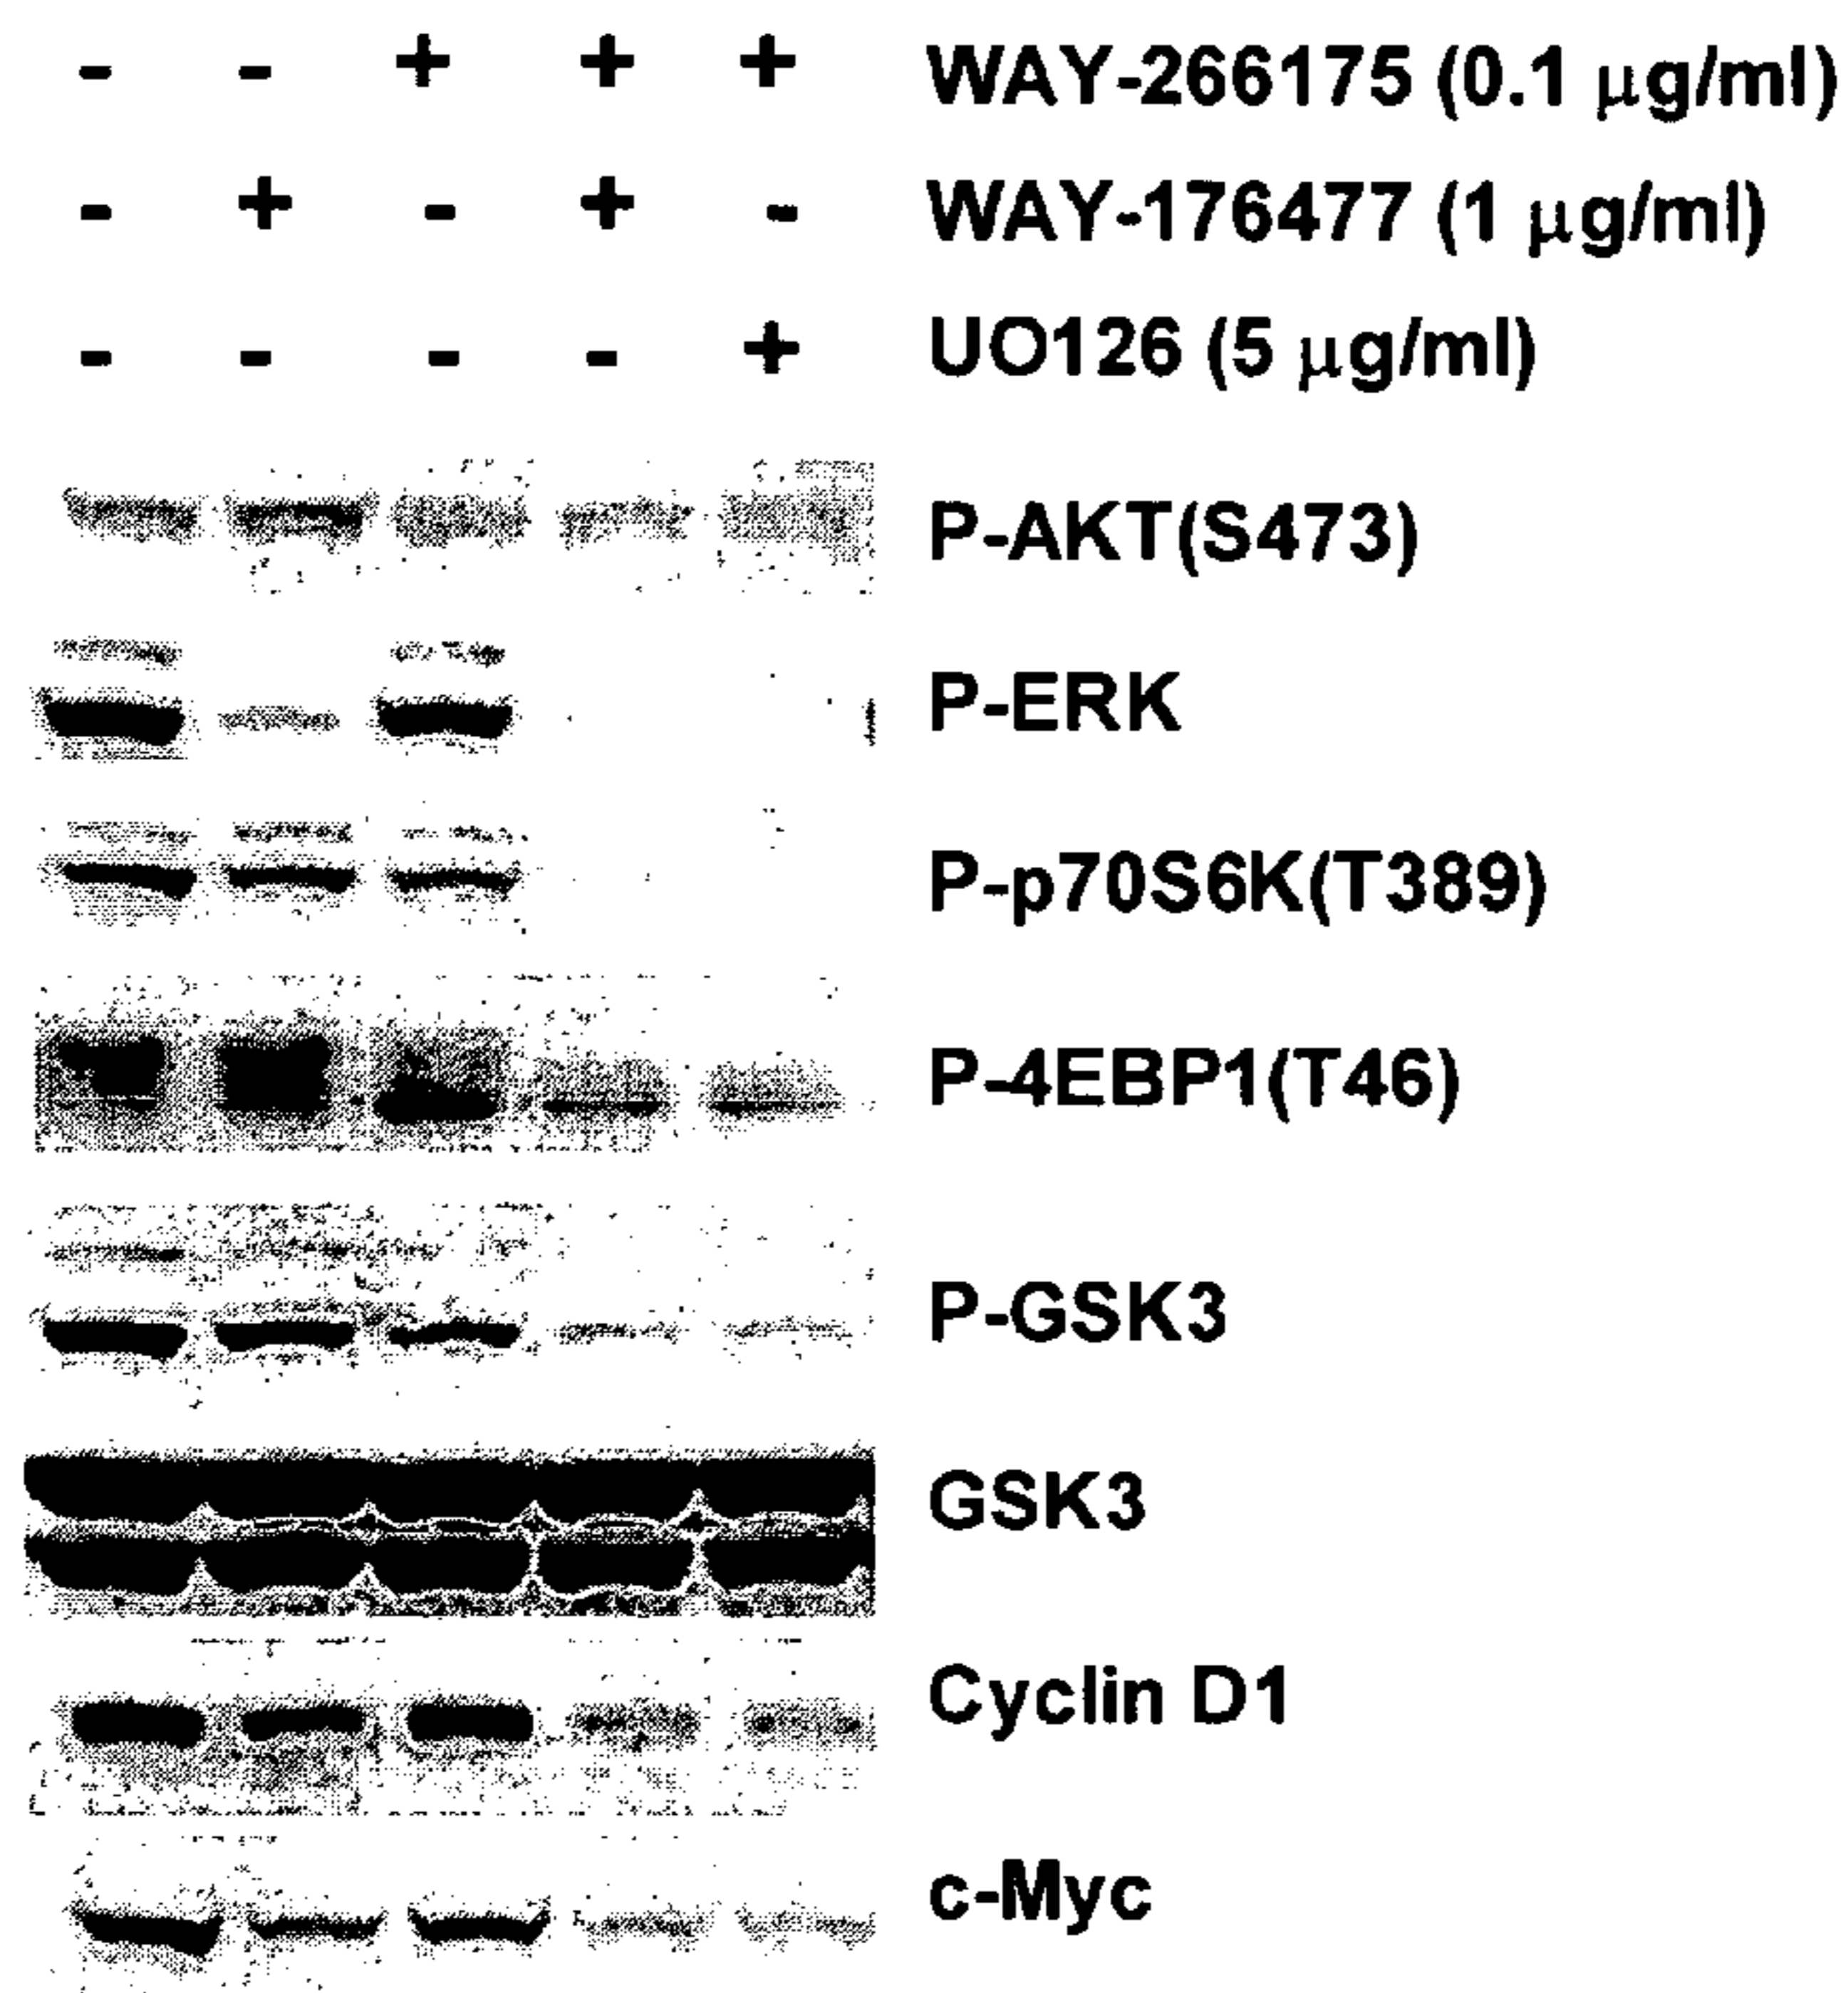 - - + + + WAY-266175 (0.1 μg/ml)
- + - + - WAY-176477 (1 μg/ml)
- - - - + UO126 (5 μg/ml)
P-AKT(S473)
P-ERK
P-p70S6K(T389)
P-4EBP1(T46)
P-GSK3
GSK3
Cyclin D1
c-Myc